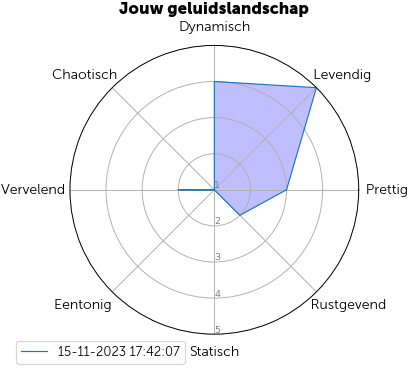 Jouw geluidslandschap
Dynamisch
Chaotisch
Levendig
Vervelend
1
Prettig
2
3
4
Eentonig
Rustgevend
5
15-11-2023 17:42:07
Statisch